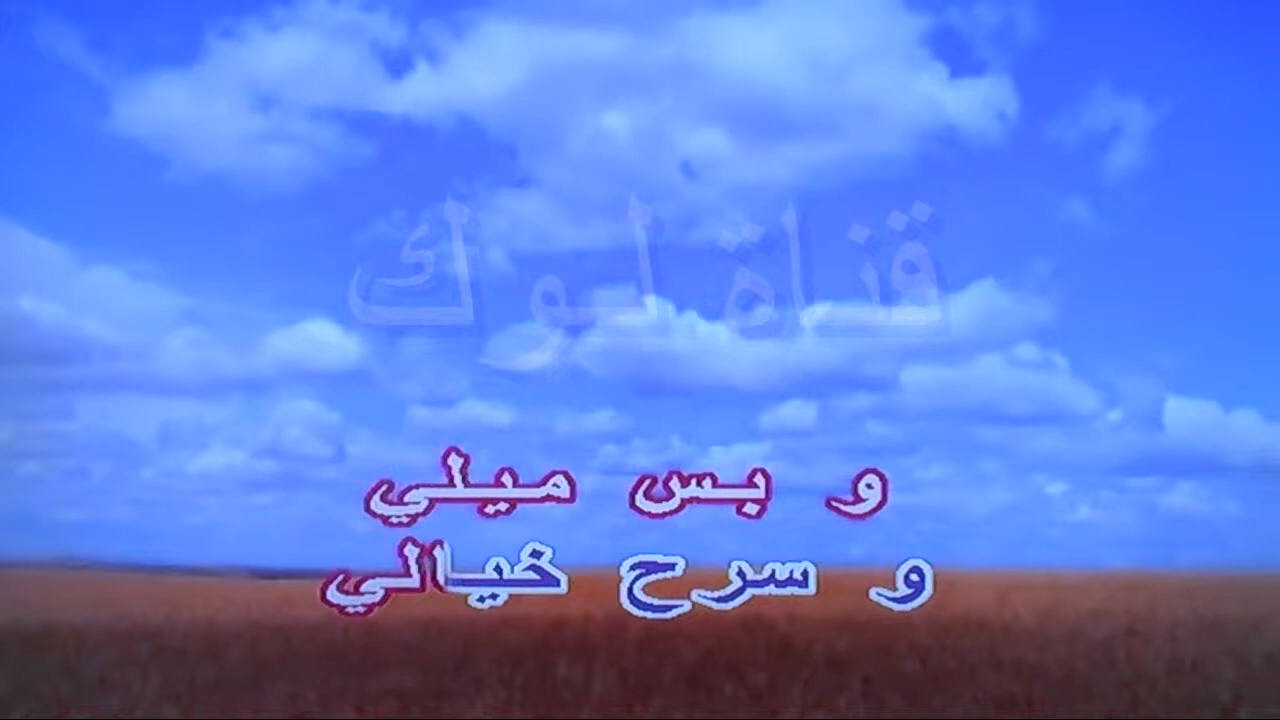 قناة لوك
و بس ميلي
و سرح خيالي